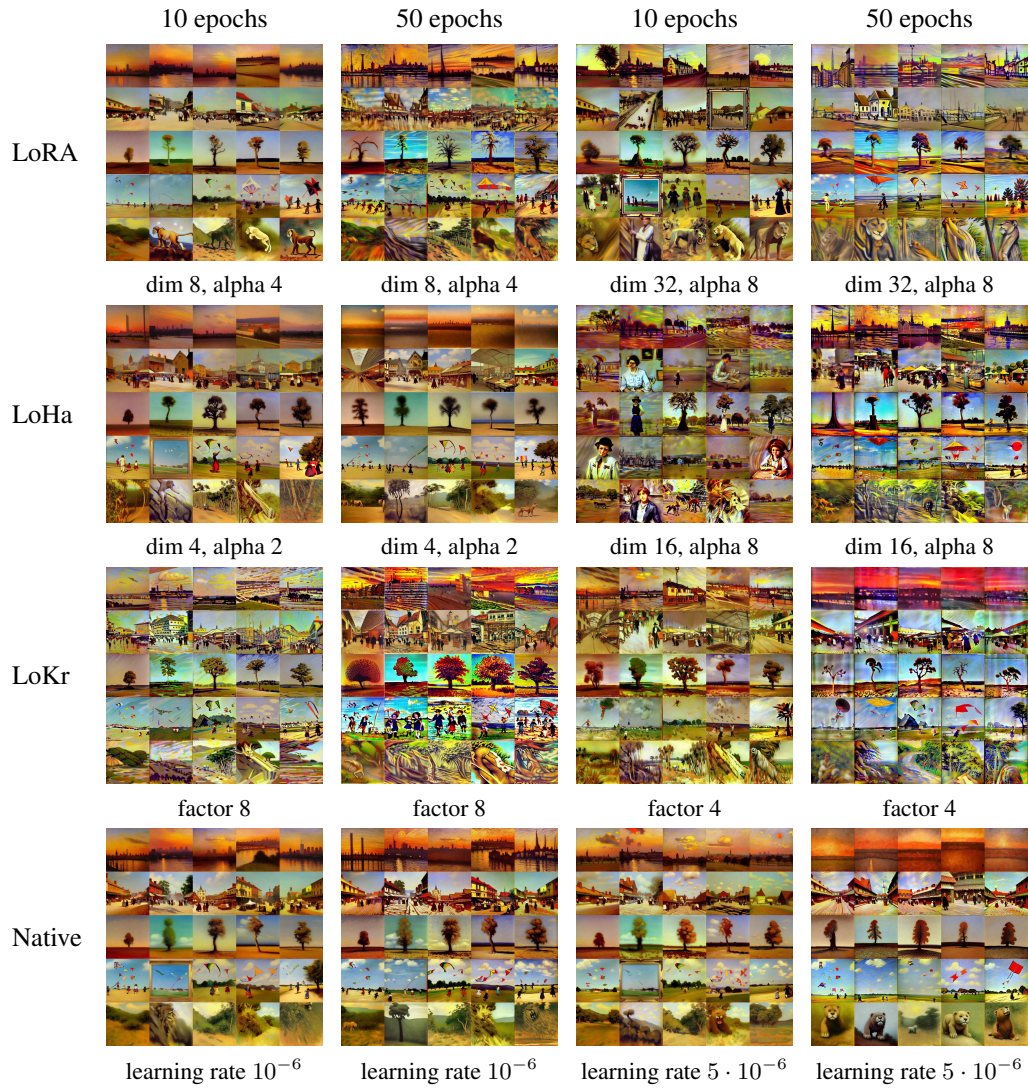 10 epochs 50 epochs 10 epochs 50 epochs
LoRA
dim 8, alpha 4 dim 8, alpha 4 dim 32, alpha 8 dim 32, alpha 8
LoHa
dim 4, alpha 2 dim 4, alpha 2 dim 16, alpha 8 dim 16, alpha 8
LoKr
factor 8 factor 8 factor 4 factor 4
Native
learning rate 10⁻⁶ learning rate 10⁻⁶ learning rate 5 · 10⁻⁶ learning rate 5 · 10⁻⁶